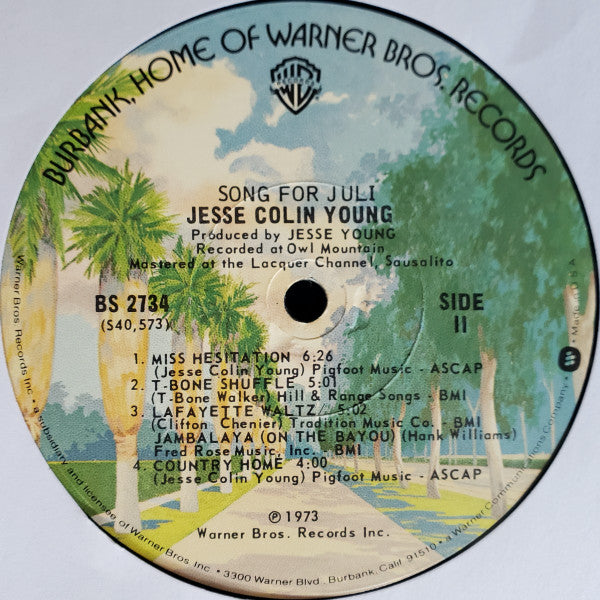 BURBANK, HOME OF WARNER BROS. RECORDS
SONG FOR JULI
JESSE COLIN YOUNG
Produced by JESSE YOUNG
Recorded at Owl Mountain
Mastered at the Lacquer Channel, Sausalito
BS 2734
(S40,573)
SIDE
II
1. MISS HESITATION 6:26
(Jesse Colin Young) Pigfoot Music - ASCAP
2. T-BONE SHUFFLE 5:01
(T-Bone Walker) Hill & Range Songs - BMI
3. LAFAYETTE WALTZ/ 5:02
(Clifton Chenier) Tradition Music Co. - BMI
JAMBALAYA (ON THE BAYOU) (Hank Williams)
Fred Rose Music, Inc. - BMI
4. COUNTRY HOME 4:00
(Jesse Colin Young) Pigfoot Music - ASCAP
℗ 1973
Warner Bros. Records Inc.
Warner Bros. Records Inc. • a subsidiary and licensee of Warner Bros. Inc. • 3300 Warner Blvd., Burbank, Calif. 91510 • a Warner Communications Company • Made in U.S.A.